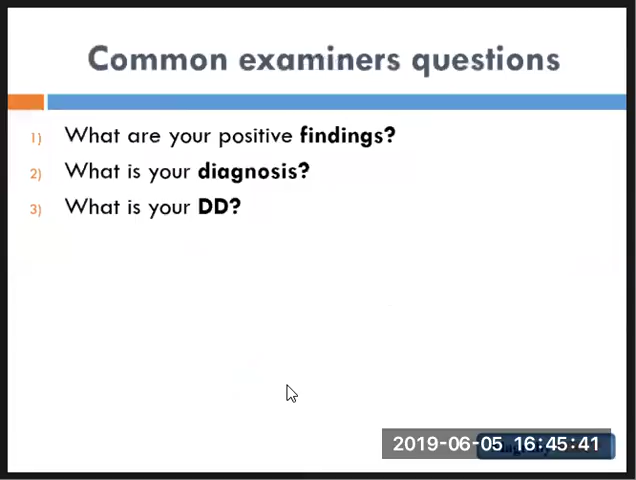 Common examiners questions
1) What are your positive findings?
2) What is your diagnosis?
3) What is your DD?
2019-06-05 16:45:41